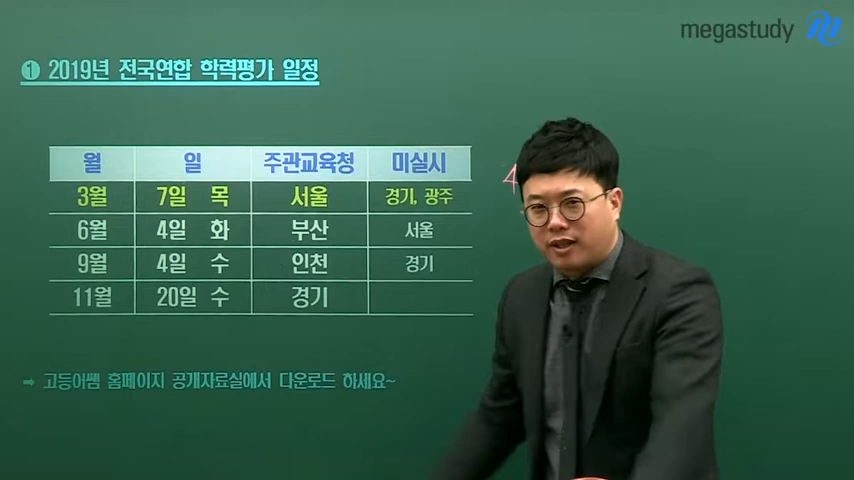 megastudy
❶ 2019년 전국연합 학력평가 일정
월 일 주관교육청 미실시
3월 7일 목 서울 경기, 광주
6월 4일 화 부산 서울
9월 4일 수 인천 경기
11월 20일 수 경기
⇨ 고등어쌤 홈페이지 공개자료실에서 다운로드 하세요~